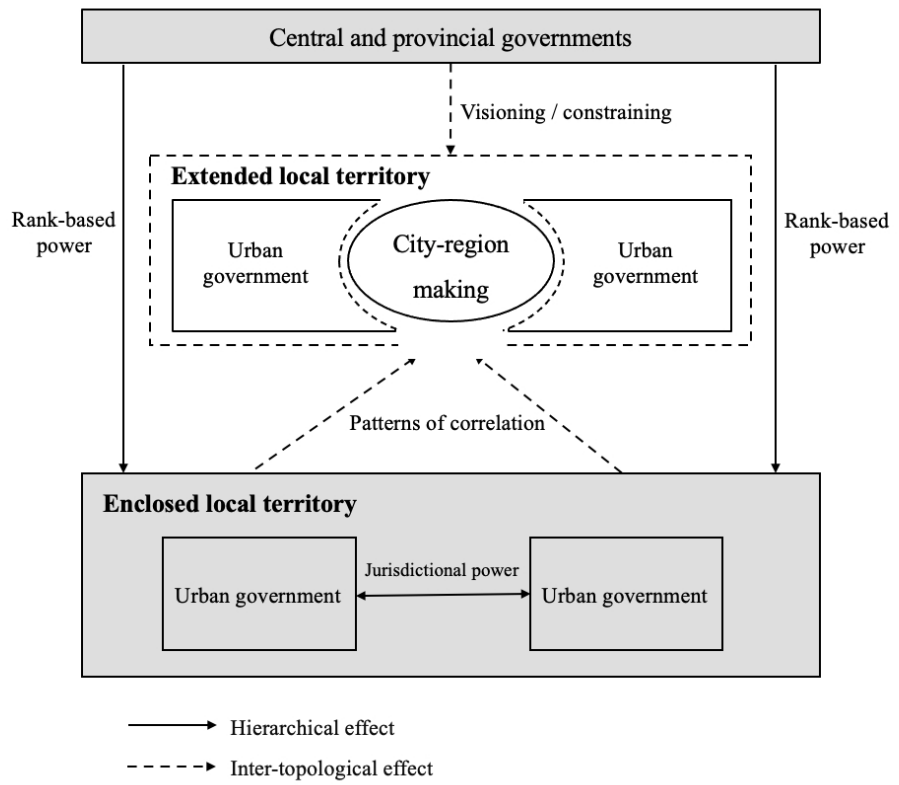 Central and provincial governments
Visioning / constraining
Extended local territory
Rank-based
power
Urban
government
City-region
making
Urban
government
Rank-based
power
Patterns of correlation
Enclosed local territory
Urban government
Jurisdictional power
Urban government
Hierarchical effect
Inter-topological effect